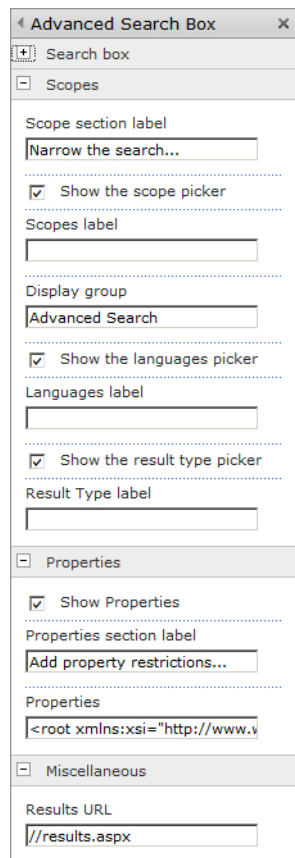 Advanced Search Box
Search box
Scopes
Scope section label
Narrow the search...
Show the scope picker
Scopes label
Display group
Advanced Search
Show the languages picker
Languages label
Show the result type picker
Result Type label
Properties
Show Properties
Properties section label
Add property restrictions...
Properties
<root xmlns:xsi="http://www.
Miscellaneous
Results URL
//results.aspx